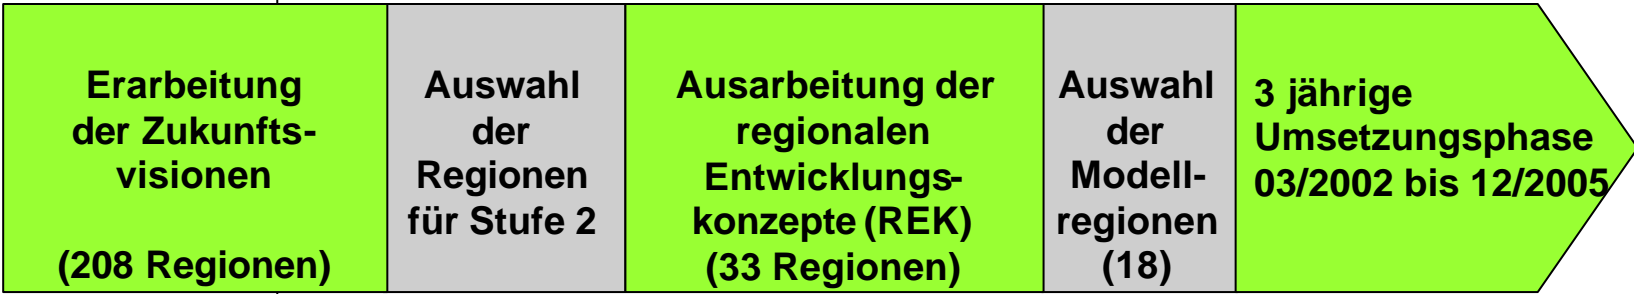 Erarbeitung
der Zukunfts-
visionen
(208 Regionen)
Auswahl
der
Regionen
für Stufe 2
Ausarbeitung der
regionalen
Entwicklungs-
konzepte (REK)
(33 Regionen)
Auswahl
der
Modell-
regionen
(18)
3 jährige
Umsetzungsphase
03/2002 bis 12/2005